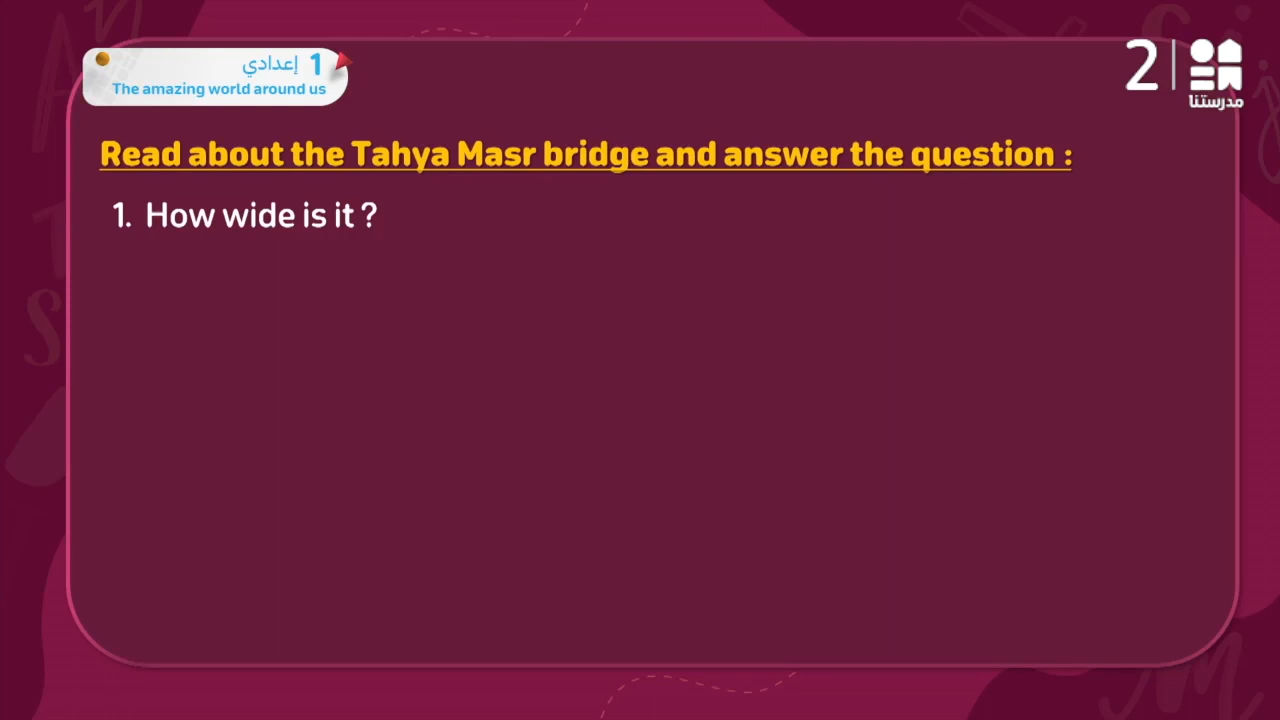 1 إعدادي
The amazing world around us
2
مدرستنا
Read about the Tahya Masr bridge and answer the question :
1. How wide is it ?